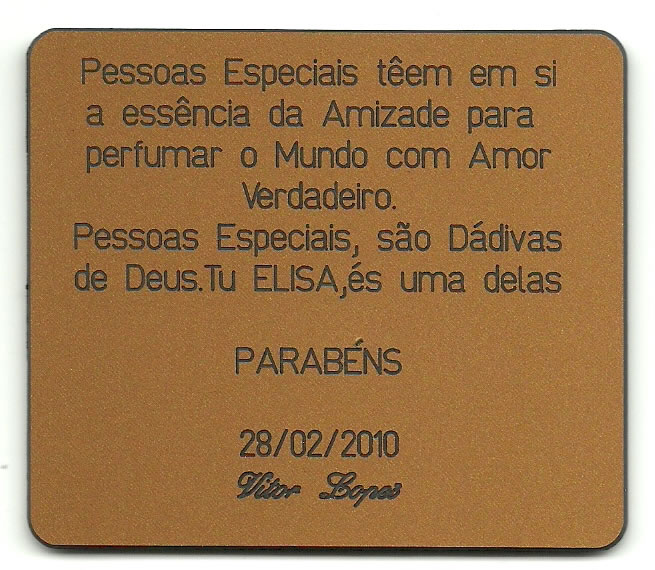 Pessoas Especiais têem em si
a essência da Amizade para
perfumar o Mundo com Amor
Verdadeiro.
Pessoas Especiais, são Dádivas
de Deus.Tu ELISA,és uma delas
PARABÉNS
28/02/2010
Vitor Lopes